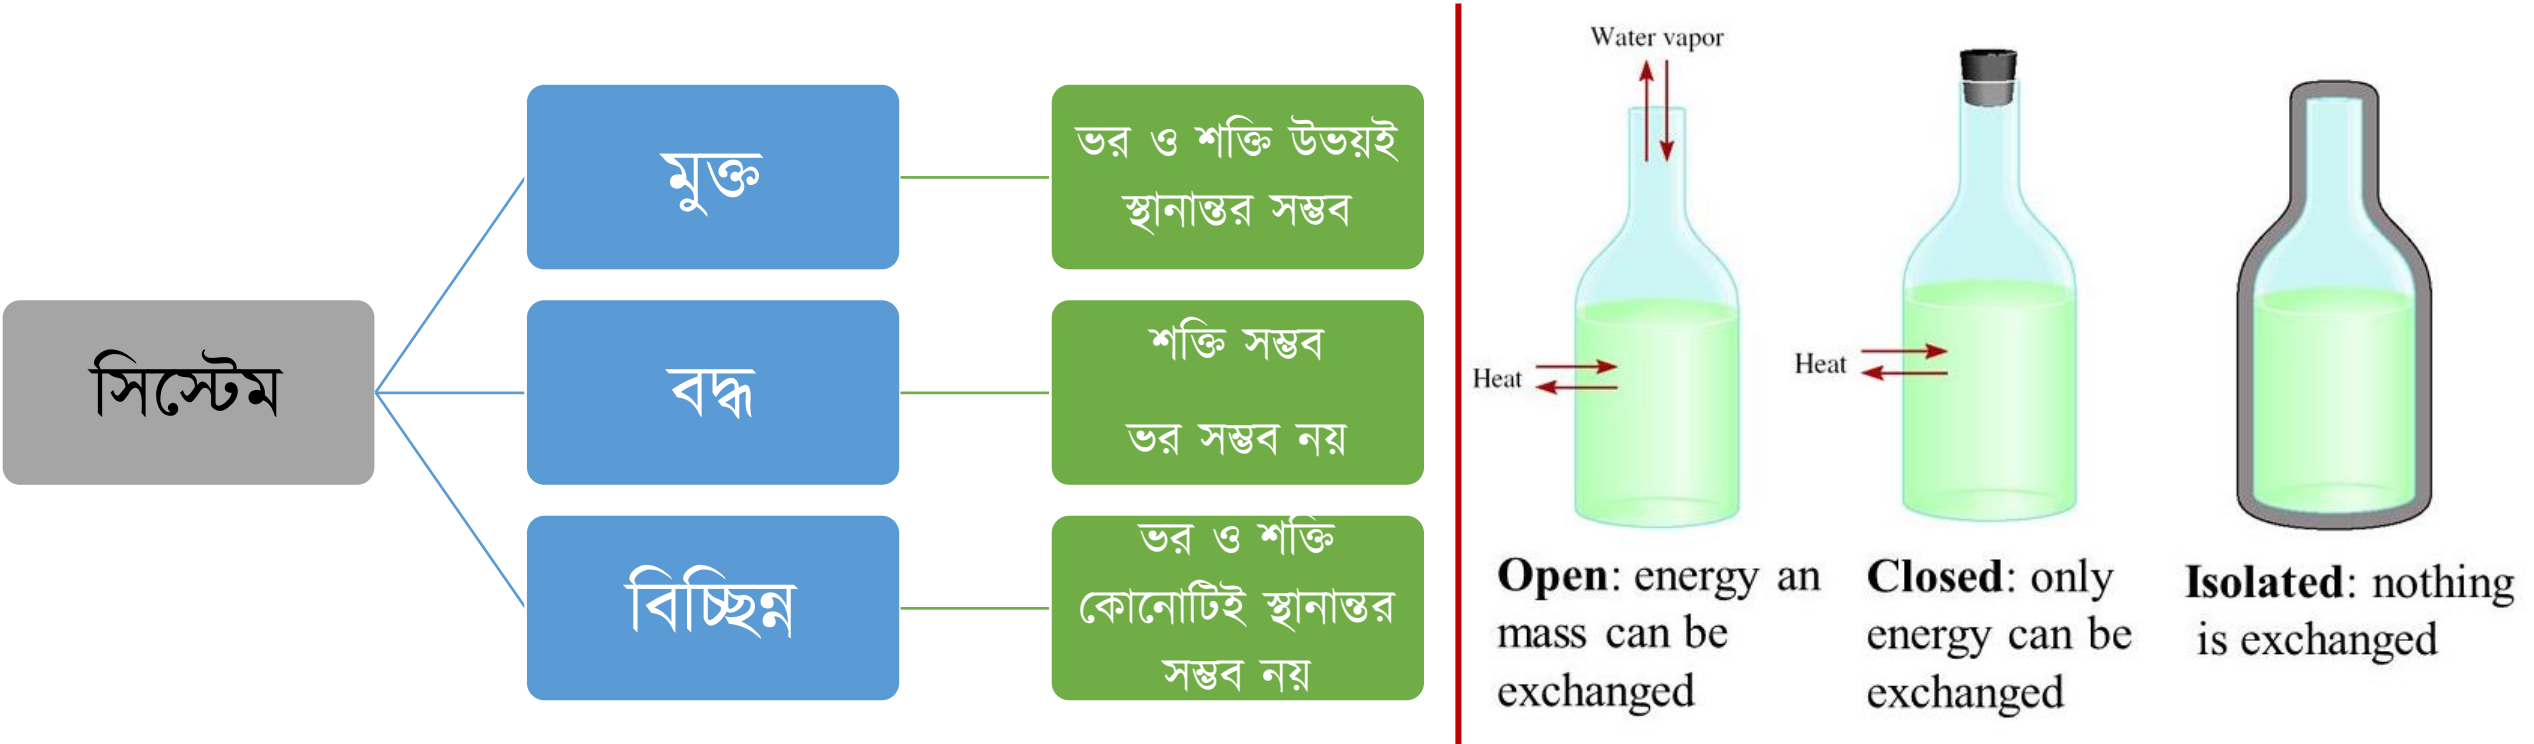 সিস্টেম
মুক্ত
ভর ও শক্তি উভয়ই
স্থানান্তর সম্ভব
বদ্ধ
শক্তি সম্ভব
ভর সম্ভব নয়
বিচ্ছিন্ন
ভর ও শক্তি
কোনোটিই স্থানান্তর
সম্ভব নয়
Water vapor
Heat
Open: energy an
mass can be
exchanged
Heat
Closed: only
energy can be
exchanged
Isolated: nothing
is exchanged